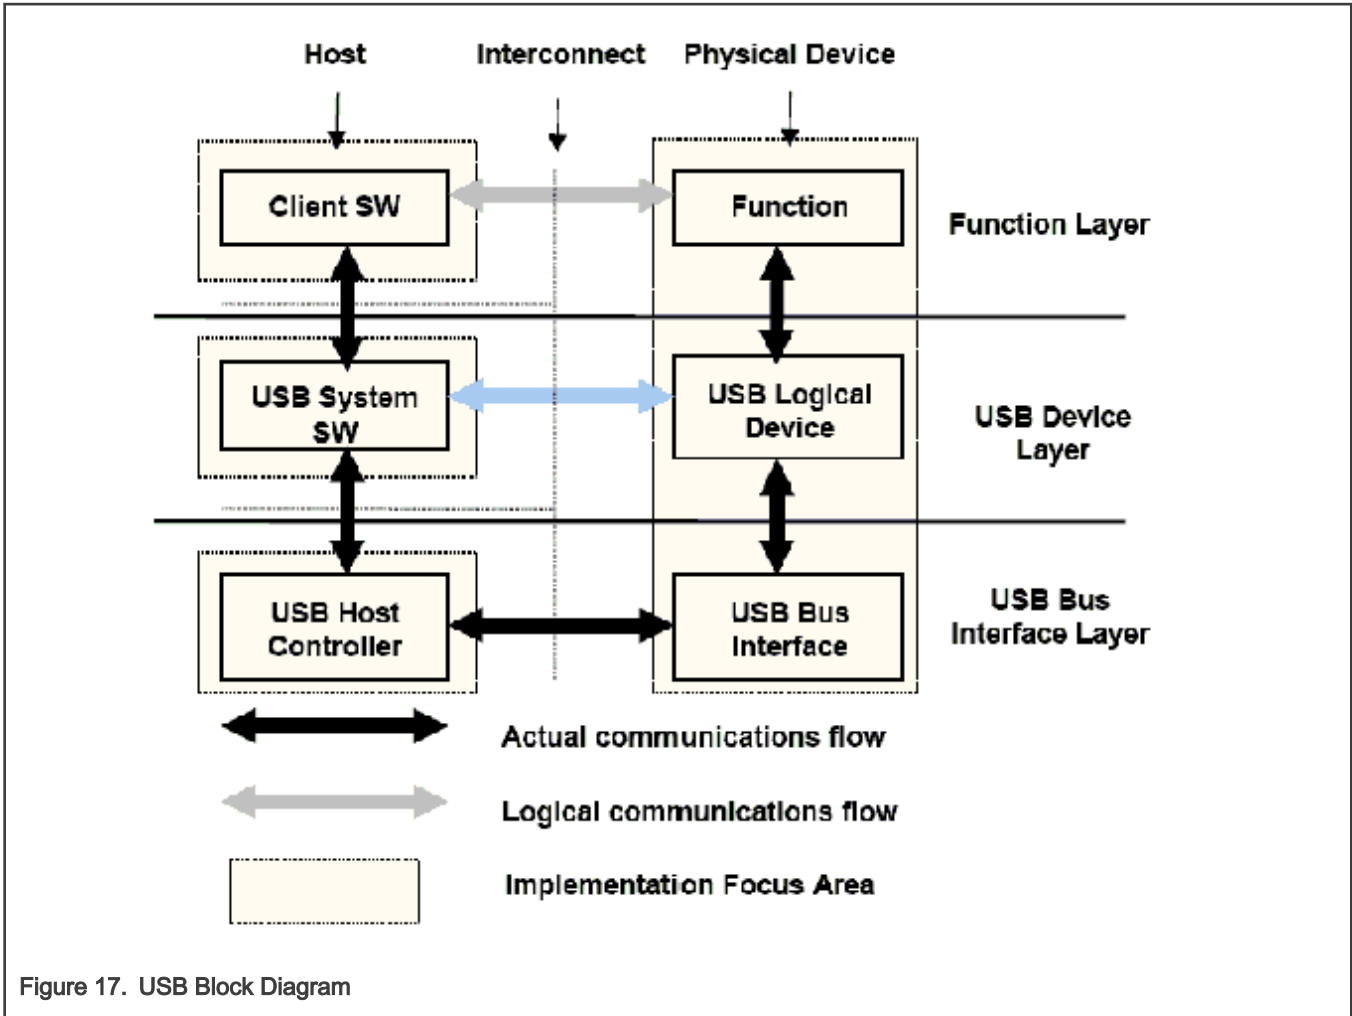 Host
Interconnect
Physical Device
Client SW
Function
Function Layer
USB System
SW
USB Logical
Device
USB Device
Layer
USB Host
Controller
USB Bus
Interface
USB Bus
Interface Layer
Actual communications flow
Logical communications flow
Implementation Focus Area
Figure 17. USB Block Diagram